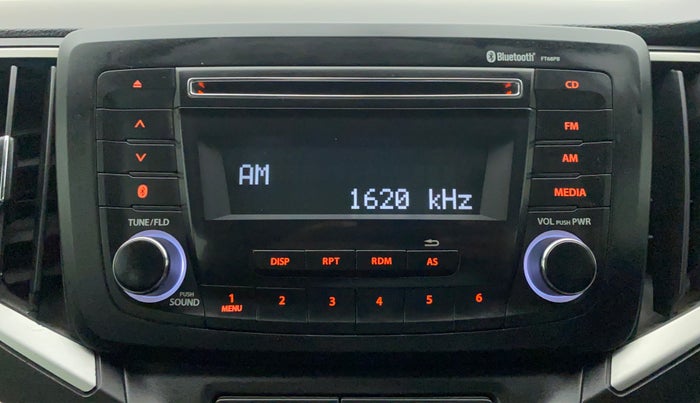 Bluetooth® FT68PB
CD
FM
AM
MEDIA
AM
1620 kHz
TUNE/FLD
VOL PUSH PWR
DISP RPT RDM AS
PUSH
SOUND
1 2 3 4 5 6
MENU